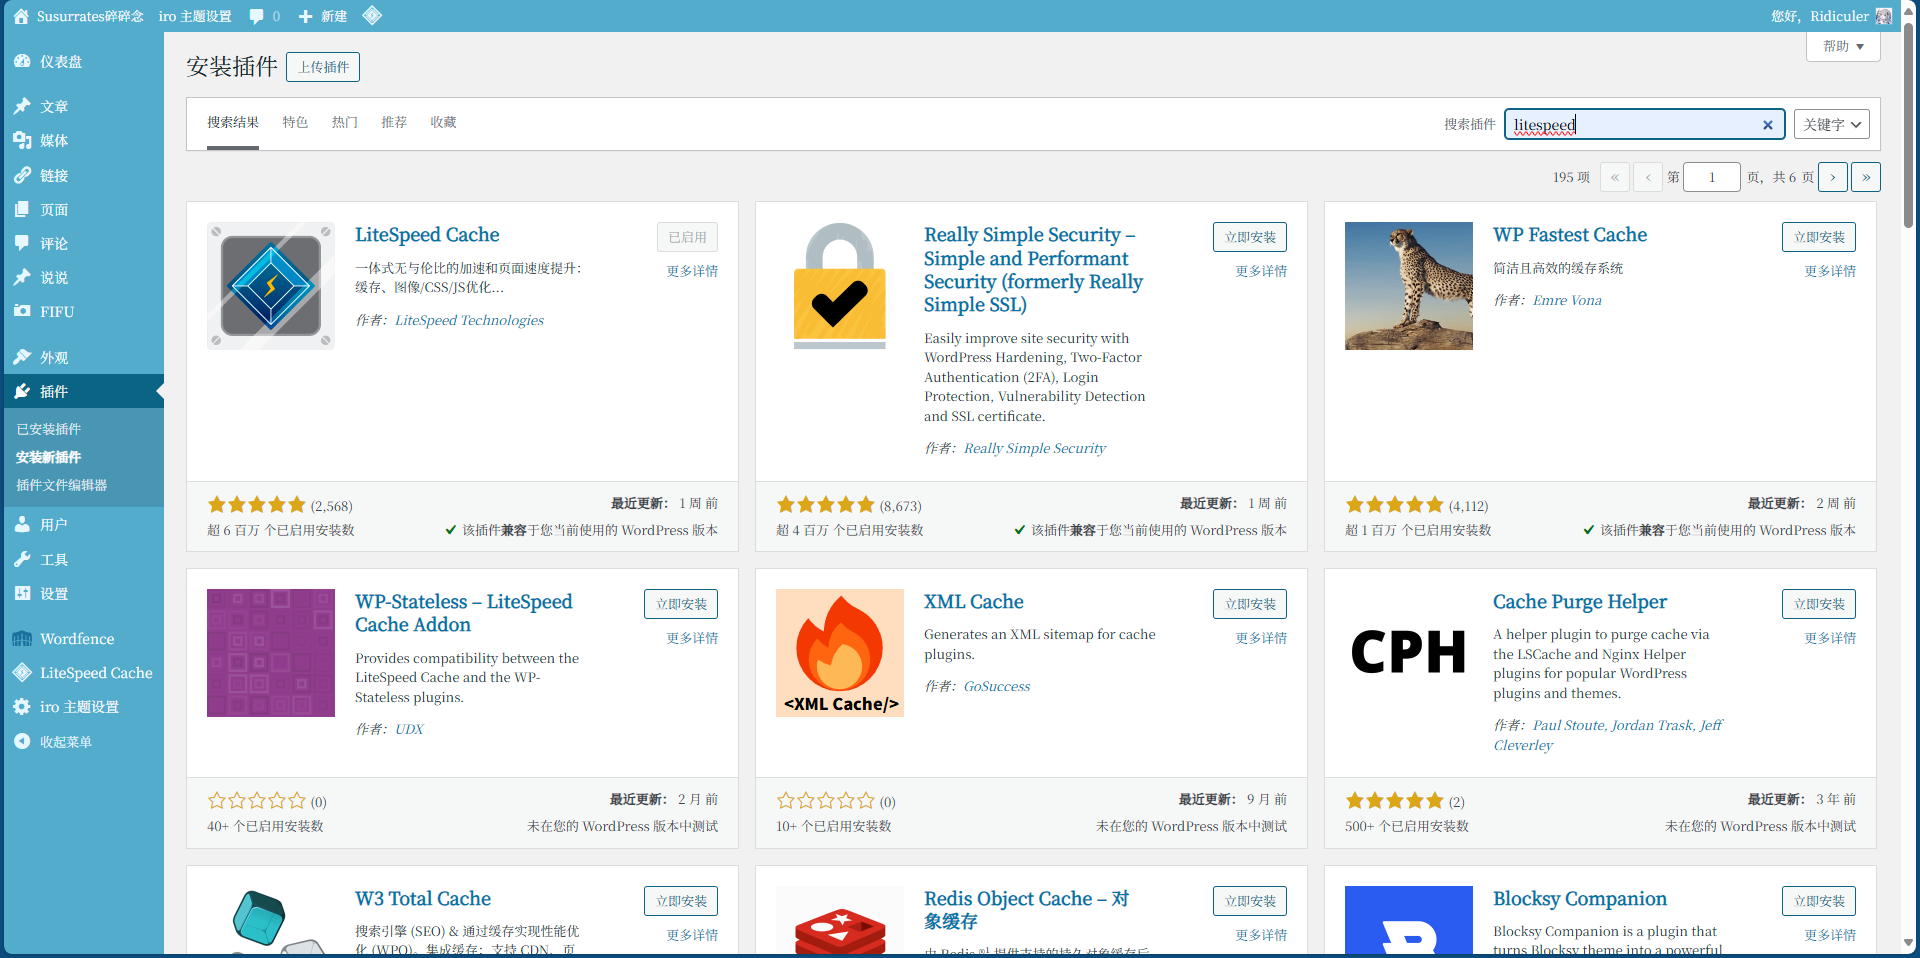 Susurrates碎碎念 iro 主题设置 0 新建 您好，Ridiculer
仪表盘
文章
媒体
链接
页面
评论
说说
FIFU
外观
插件
已安装插件
安装新插件
插件文件编辑器
用户
工具
设置
Wordfence
LiteSpeed Cache
iro 主题设置
收起菜单
帮助
安装插件 上传插件
搜索结果 特色 热门 推荐 收藏 搜索插件 litespeed 关键字
195 项 « ‹ 第 1 页，共 6 页 › »
LiteSpeed Cache
已启用
更多详情
一体式无与伦比的加速和页面速度提升：
缓存、图像/CSS/JS优化...
作者：LiteSpeed Technologies
(2,568)
最近更新： 1 周 前
超 6 百万 个已启用安装数
该插件兼容于您当前使用的 WordPress 版本
Really Simple Security –
Simple and Performant
Security (formerly Really
Simple SSL)
立即安装
更多详情
Easily improve site security with
WordPress Hardening, Two-Factor
Authentication (2FA), Login
Protection, Vulnerability Detection
and SSL certificate.
作者：Really Simple Security
(8,673)
最近更新： 1 周 前
超 4 百万 个已启用安装数
该插件兼容于您当前使用的 WordPress 版本
WP Fastest Cache
立即安装
更多详情
简洁且高效的缓存系统
作者：Emre Vona
(4,112)
最近更新： 2 周 前
超 1 百万 个已启用安装数
该插件兼容于您当前使用的 WordPress 版本
WP-Stateless – LiteSpeed
Cache Addon
立即安装
更多详情
Provides compatibility between the
LiteSpeed Cache and the WP-
Stateless plugins.
作者：UDX
(0)
最近更新： 2 月 前
40+ 个已启用安装数
未在您的 WordPress 版本中测试
<XML Cache/>
XML Cache
立即安装
更多详情
Generates an XML sitemap for cache
plugins.
作者：GoSuccess
(0)
最近更新： 9 月 前
10+ 个已启用安装数
未在您的 WordPress 版本中测试
CPH
Cache Purge Helper
立即安装
更多详情
A helper plugin to purge cache via
the LSCache and Nginx Helper
plugins for popular WordPress
plugins and themes.
作者：Paul Stoute, Jordan Trask, Jeff
Cleverley
(2)
最近更新： 3 年 前
500+ 个已启用安装数
未在您的 WordPress 版本中测试
W3 Total Cache
立即安装
更多详情
搜索引擎 (SEO) & 通过缓存实现性能优
化 (WPO)。集成缓存；支持 CDN、页
Redis Object Cache – 对
象缓存
立即安装
更多详情
由 Redis 提供支持的持久对象缓存后
Blocksy Companion
立即安装
更多详情
Blocksy Companion is a plugin that
turns Blocksy theme into a powerful